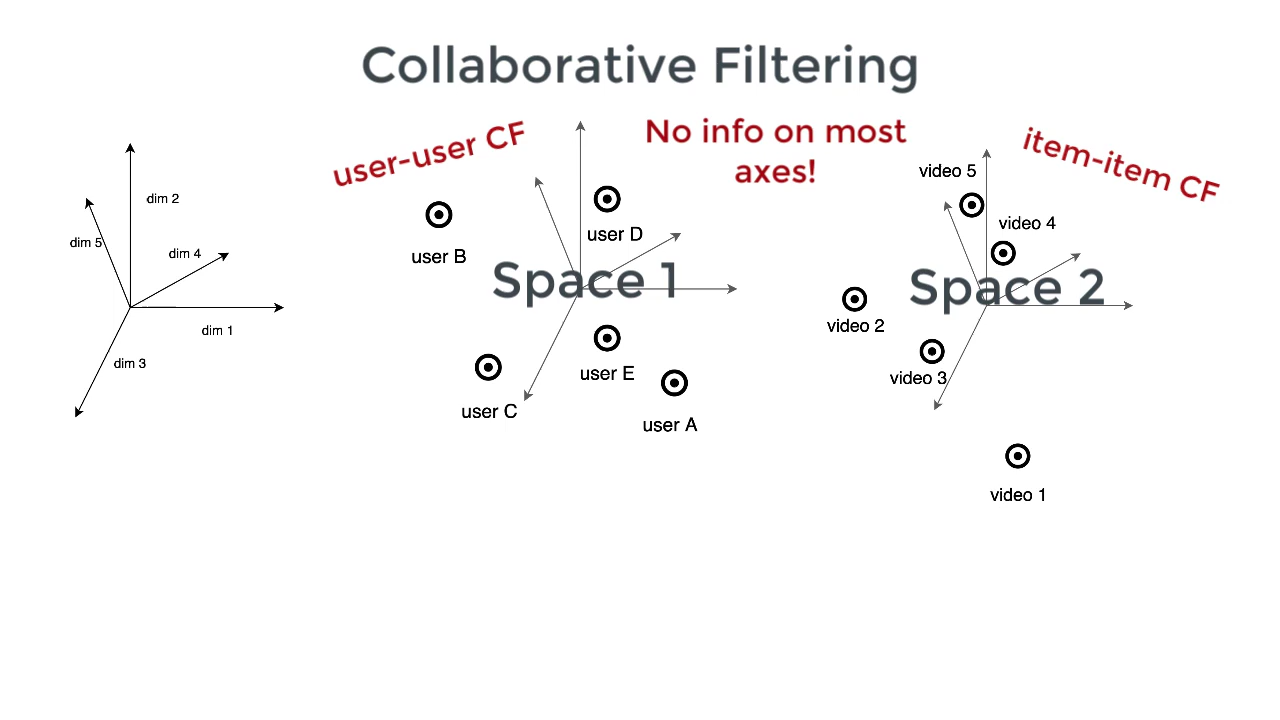 Collaborative Filtering
user-user CF
No info on most
axes!
item-item CF
dim 2
dim 5
dim 4
dim 1
dim 3
user B
user D
Space 1
user E
user C
user A
video 5
video 4
Space 2
video 2
video 3
video 1